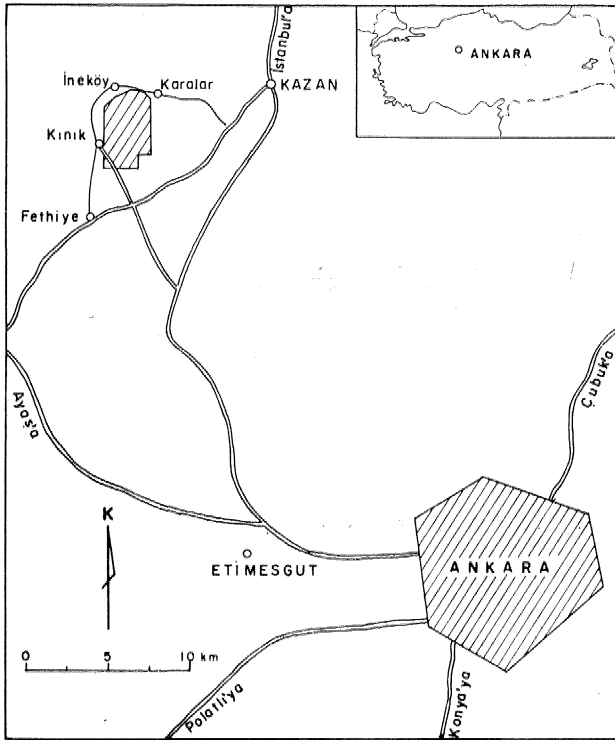 İstanbul'a
ANKARA
İneköy
Karalar
KAZAN
Kınık
Fethiye
Ayaş'a
Çubuk'a
K
ETİMESGUT
ANKARA
0 5 10 km
Polatlı'ya
Konya'ya